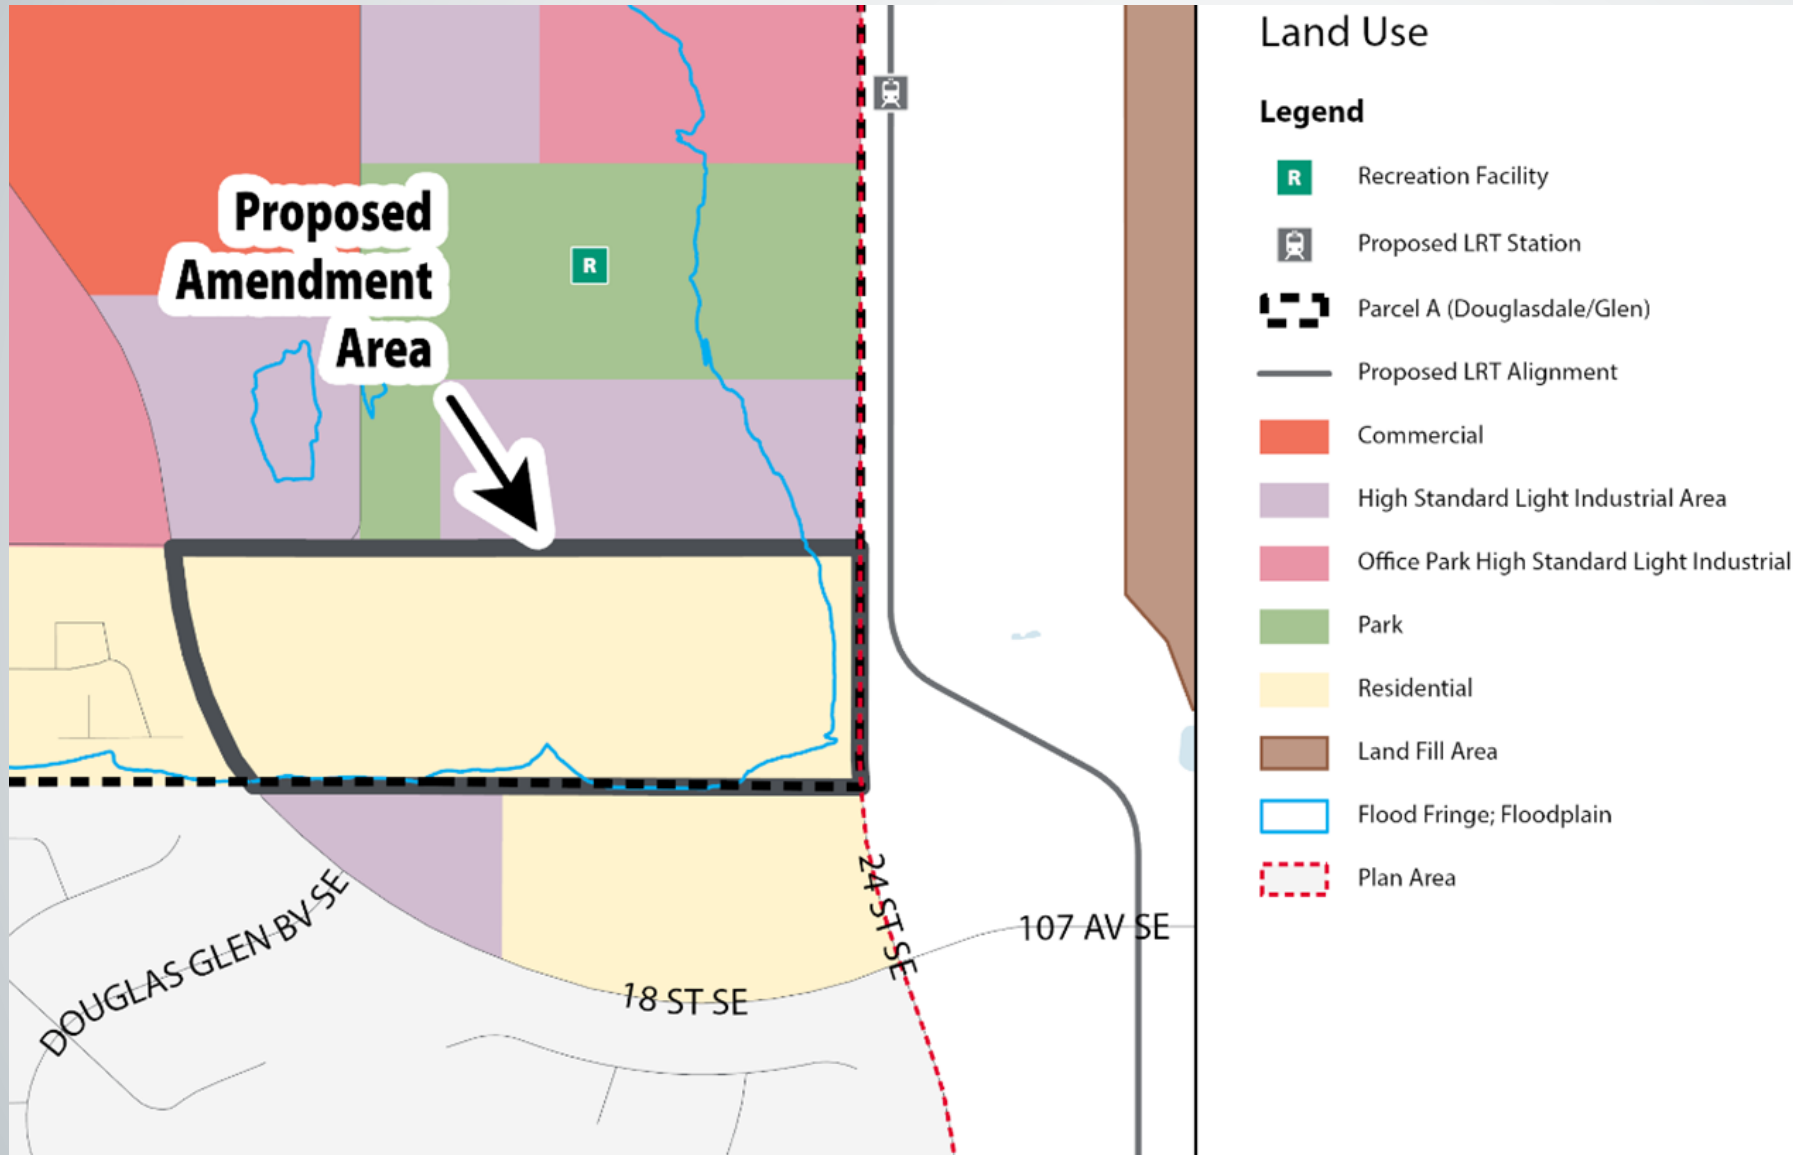 Proposed
Amendment
Area
R
DOUGLAS GLEN BV SE
18 ST SE
24 ST SE
107 AV SE
Land Use
Legend
R
Recreation Facility
Proposed LRT Station
Parcel A (Douglasdale/Glen)
Proposed LRT Alignment
Commercial
High Standard Light Industrial Area
Office Park High Standard Light Industrial
Park
Residential
Land Fill Area
Flood Fringe; Floodplain
Plan Area